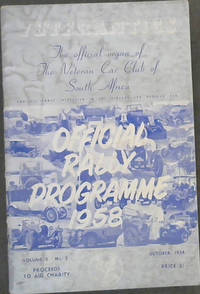 The official organ of
The Veteran Car Club of
South Africa
OFFICIAL
RALLY
PROGRAMME
1958
VOLUME 2 No. 2
OCTOBER, 1958
PROCEEDS
TO AID CHARITY
PRICE 2/-